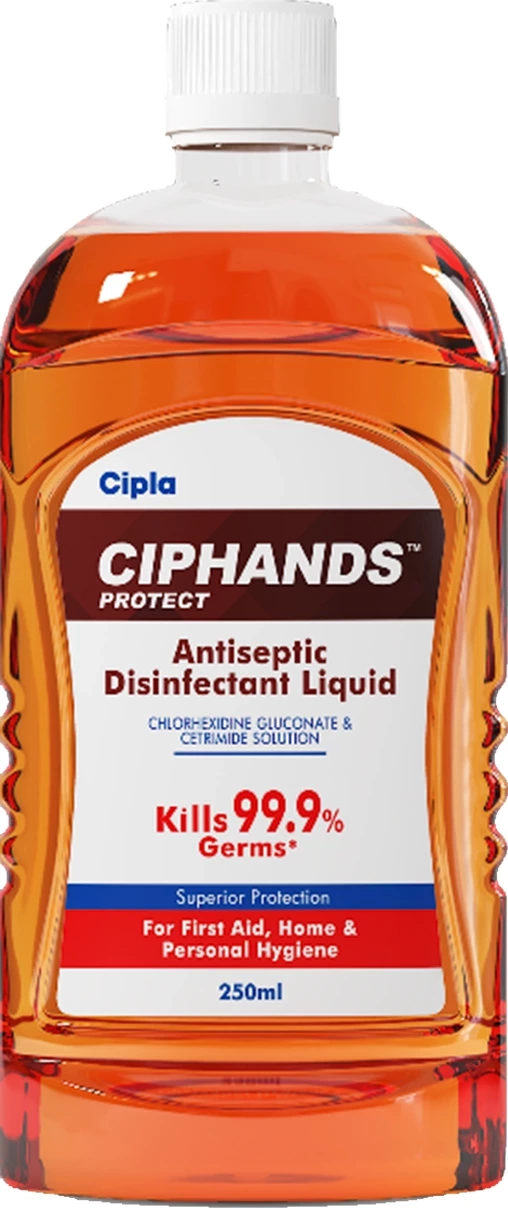 Cipla
CIPHANDS™
PROTECT
Antiseptic
Disinfectant Liquid
CHLORHEXIDINE GLUCONATE &
CETRIMIDE SOLUTION
Kills 99.9%
Germs*
Superior Protection
For First Aid, Home &
Personal Hygiene
250ml